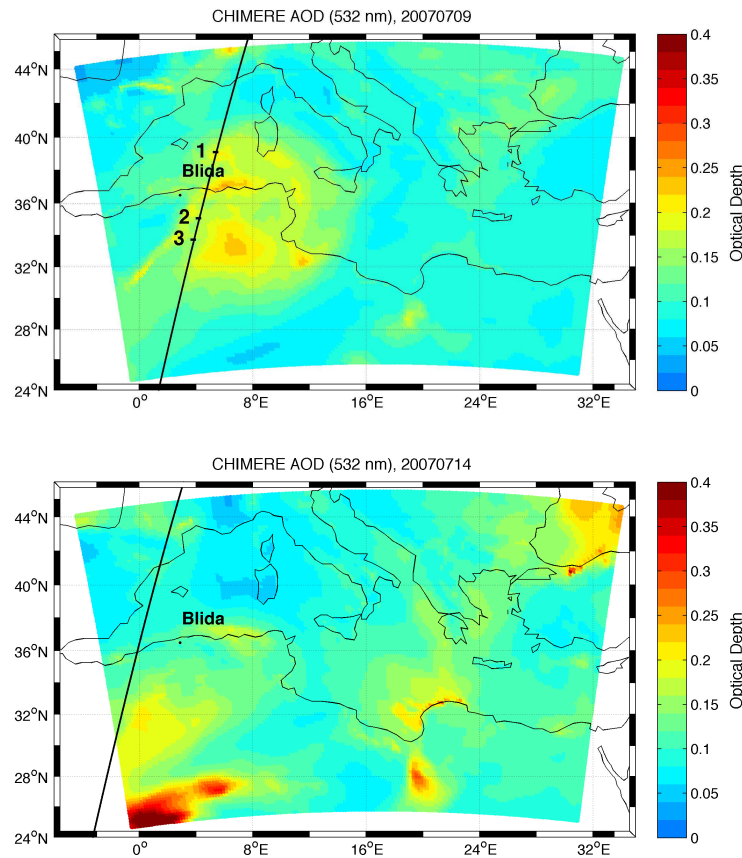 CHIMERE AOD (532 nm), 20070709
44°N
40°N
36°N
32°N
28°N
24°N
0°
8°E
16°E
24°E
32°E
1
Blida
2
3
0.4
0.35
0.3
0.25
0.2
0.15
0.1
0.05
0
Optical Depth
CHIMERE AOD (532 nm), 20070714
44°N
40°N
36°N
32°N
28°N
24°N
0°
8°E
16°E
24°E
32°E
Blida
0.4
0.35
0.3
0.25
0.2
0.15
0.1
0.05
0
Optical Depth